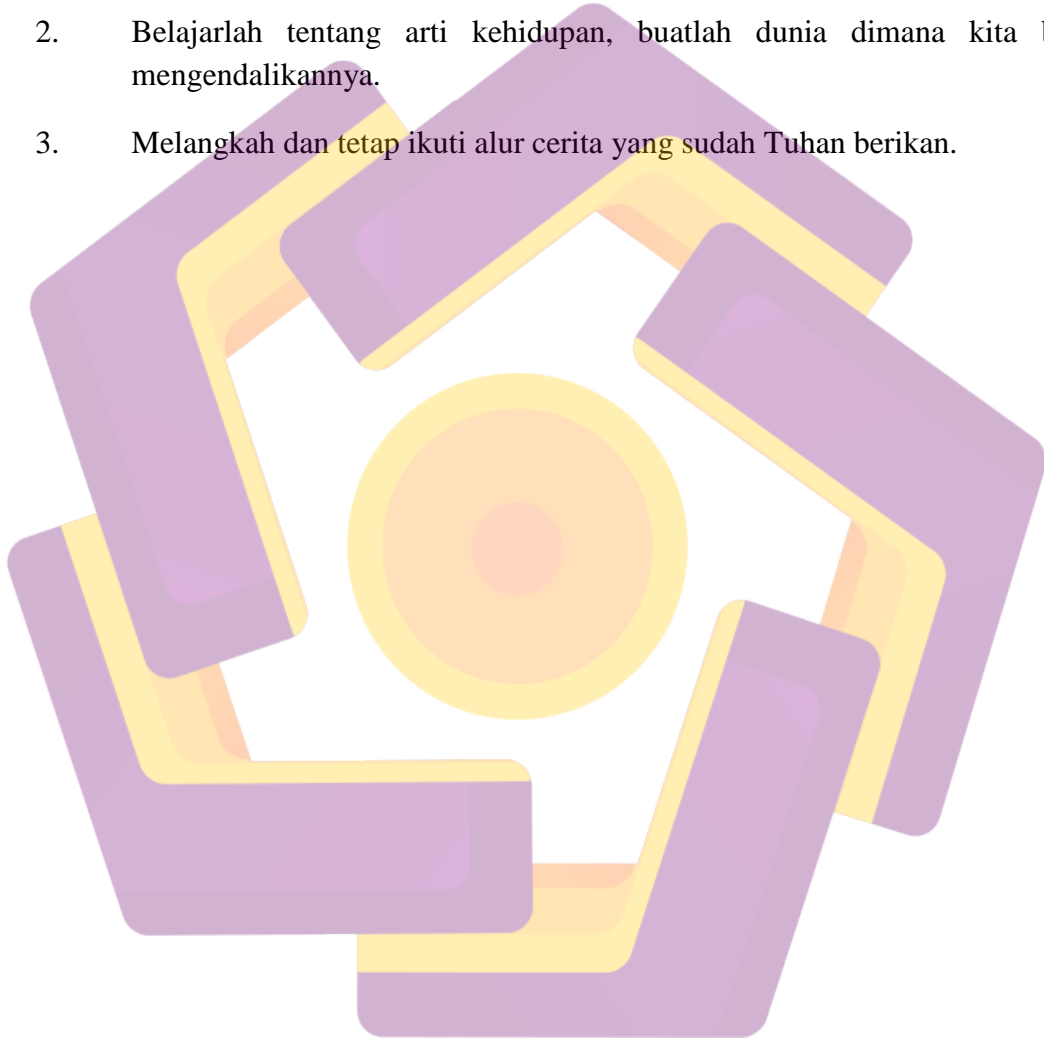 2. Belajarlah tentang arti kehidupan, buatlah dunia dimana kita
mengendalikannya.
3. Melangkah dan tetap ikuti alur cerita yang sudah Tuhan berikan.